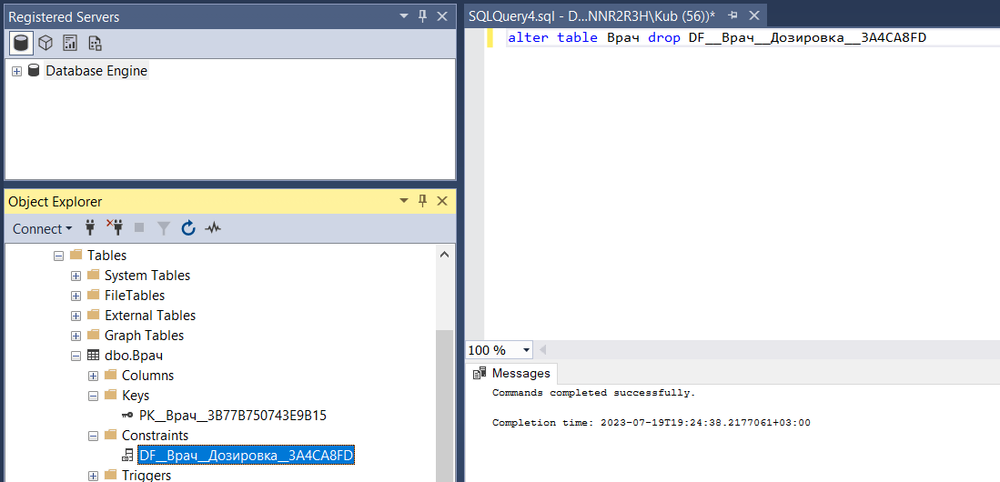 Registered Servers
Database Engine
Object Explorer
Connect
Tables
System Tables
FileTables
External Tables
Graph Tables
dbo.Врач
Columns
Keys
PK__Врач__3B77B750743E9B15
Constraints
DF__Врач__Дозировка__3A4CA8FD
Triggers
SQLQuery4.sql - D...NNR2R3H\Kub (56))*
alter table Врач drop DF__Врач__Дозировка__3A4CA8FD
100 %
Messages
Commands completed successfully.
Completion time: 2023-07-19T19:24:38.2177061+03:00